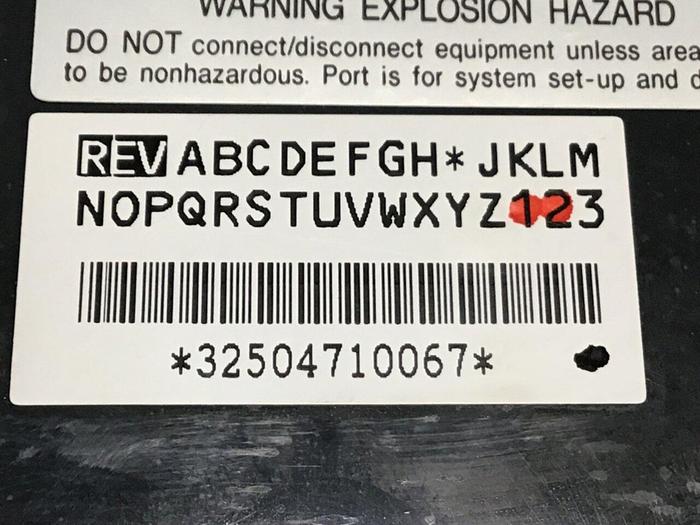 WARNING EXPLOSION HAZARD
DO NOT connect/disconnect equipment unless area
to be nonhazardous. Port is for system set-up and
REV ABCDEFGH* JKLM
NOPQRSTUVWXYZ123
*32504710067*